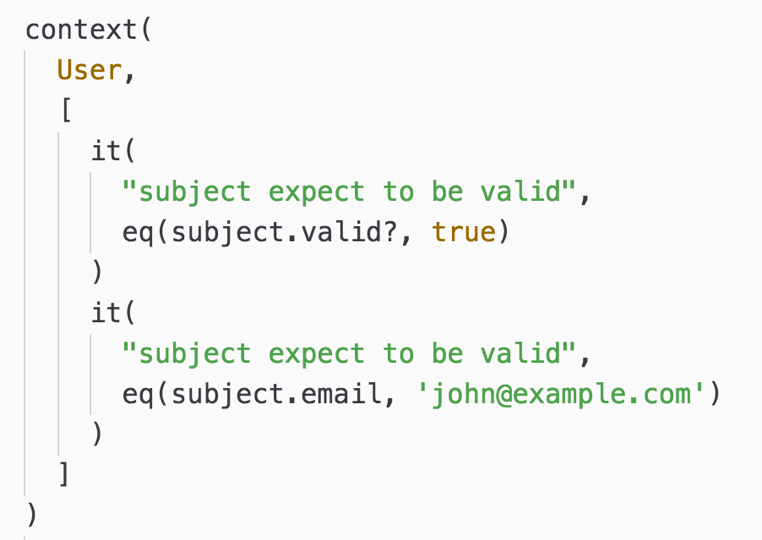 context(
User,
[
it(
"subject expect to be valid",
eq(subject.valid?, true)
)
it(
"subject expect to be valid",
eq(subject.email, 'john@example.com')
)
]
)